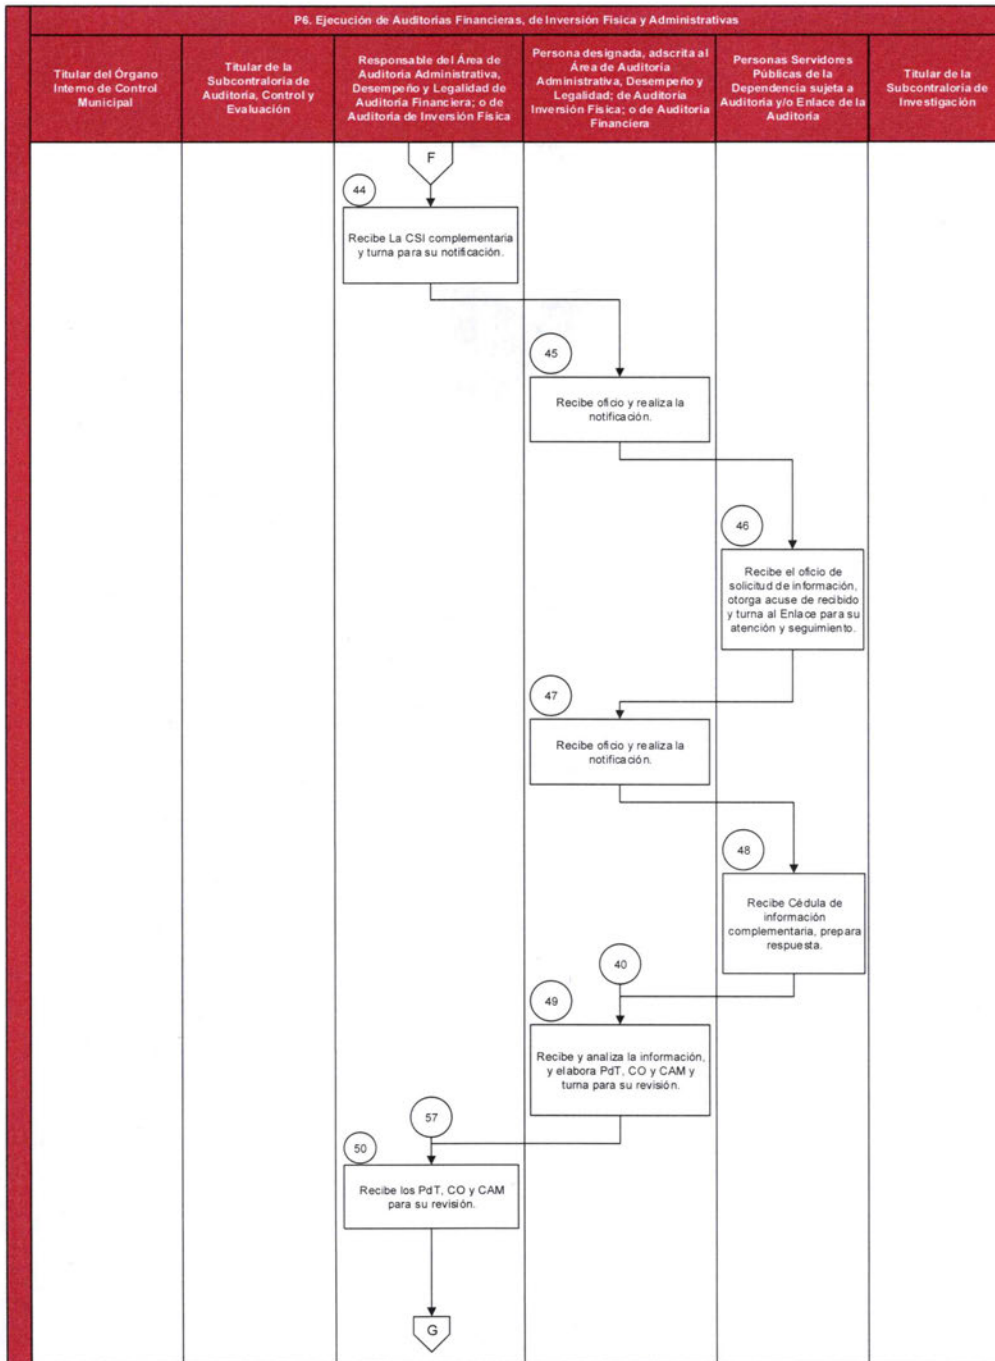 P6. Ejecución de Auditorías Financieras, de Inversión Física y Administrativas
Titular del Órgano
Interno de Control
Municipal
Titular de la
Subcontraloría de
Auditoría, Control y
Evaluación
Responsable del Área de
Auditoría Administrativa,
Desempeño y Legalidad de
Auditoría Financiera; o de
Auditoría de Inversión Física
Persona designada, adscrita al
Área de Auditoría
Administrativa, Desempeño y
Legalidad; de Auditoría
Inversión Física; o de Auditoría
Financiera
Personas Servidores
Públicas de la
Dependencia sujeta a
Auditoría y/o Enlace de la
Auditoría
Titular de la
Subcontraloría de
Investigación
F
44
Recibe La CSI complementaria
y turna para su notificación.
45
Recibe oficio y realiza la
notificación.
46
Recibe el oficio de
solicitud de información,
otorga acuse de recibido
y turna al Enlace para su
atención y seguimiento.
47
Recibe oficio y realiza la
notificación.
48
Recibe Cédula de
información
complementaria, prepara
respuesta.
40
49
Recibe y analiza la información,
y elabora PdT, CO y CAM y
turna para su revisión.
57
50
Recibe los PdT, CO y CAM
para su revisión.
G